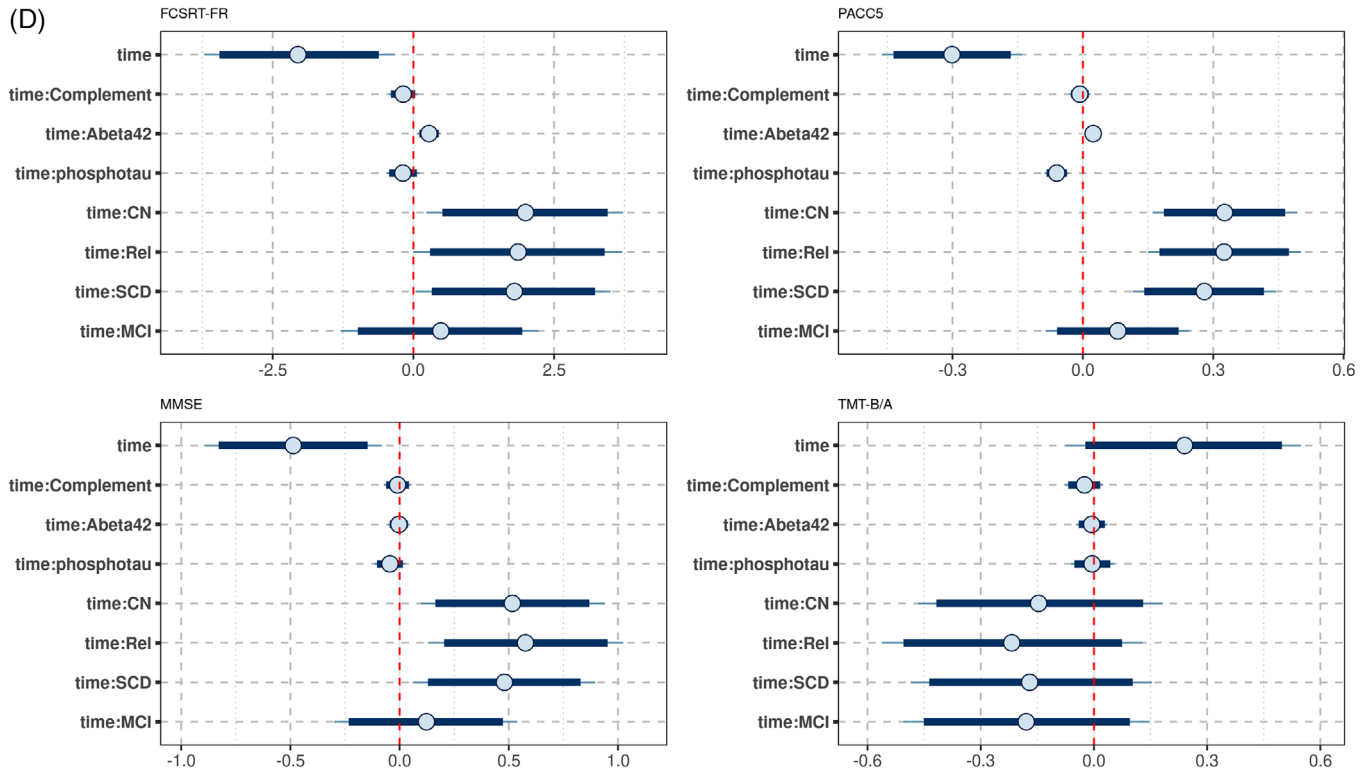 (D)
FCSRT-FR
time
time:Complement
time:Abeta42
time:phosphotau
time:CN
time:Rel
time:SCD
time:MCI
-2.5 0.0 2.5
PACC5
time
time:Complement
time:Abeta42
time:phosphotau
time:CN
time:Rel
time:SCD
time:MCI
-0.3 0.0 0.3 0.6
MMSE
time
time:Complement
time:Abeta42
time:phosphotau
time:CN
time:Rel
time:SCD
time:MCI
-1.0 -0.5 0.0 0.5 1.0
TMT-B/A
time
time:Complement
time:Abeta42
time:phosphotau
time:CN
time:Rel
time:SCD
time:MCI
-0.6 -0.3 0.0 0.3 0.6